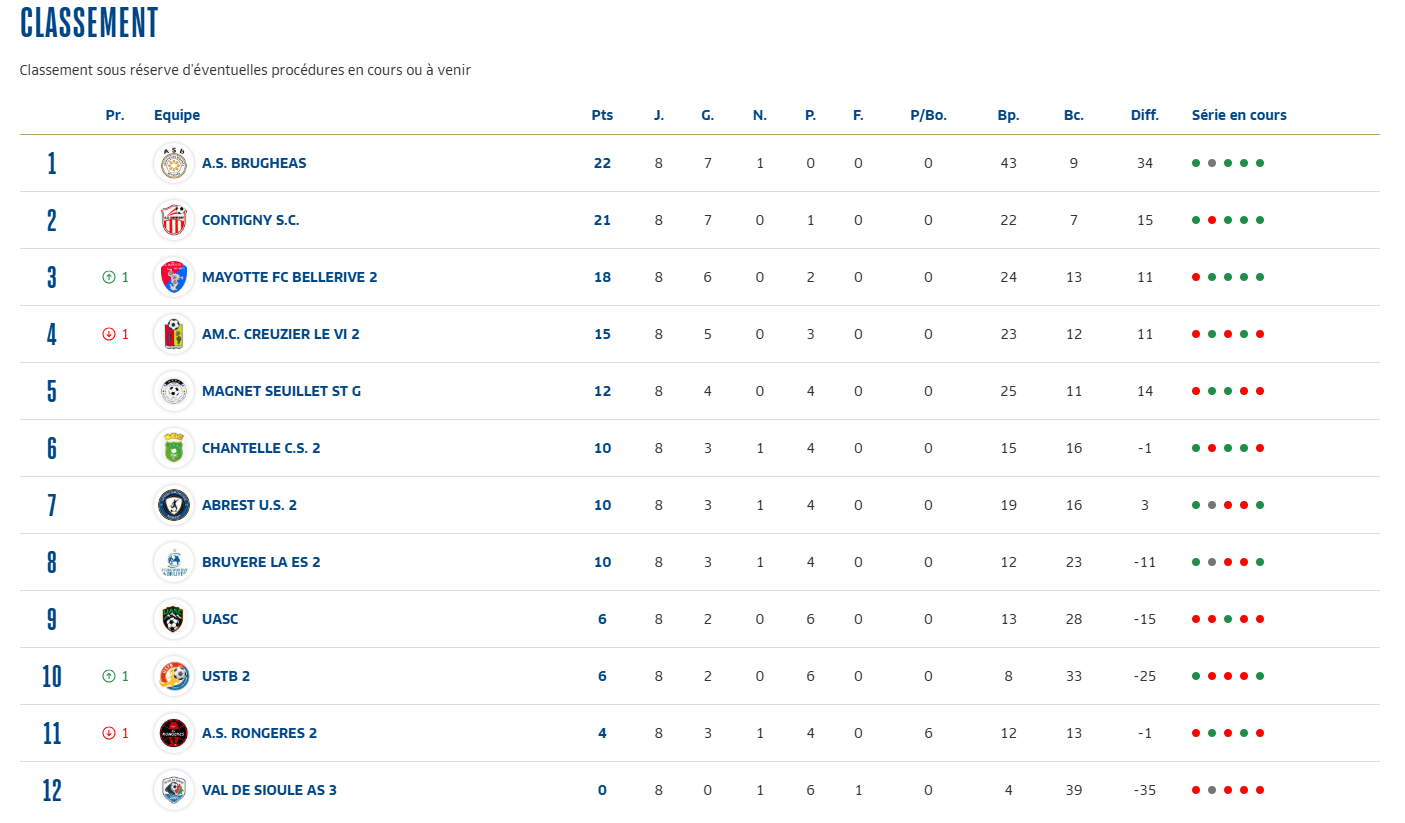 CLASSEMENT
Classement sous réserve d'éventuelles procédures en cours ou à venir
Pr. Equipe Pts J. G. N. P. F. P/Bo. Bp. Bc. Diff. Série en cours
1 A.S. BRUGHEAS 22 8 7 1 0 0 0 43 9 34
2 CONTIGNY S.C. 21 8 7 0 1 0 0 22 7 15
3 1 MAYOTTE FC BELLERIVE 2 18 8 6 0 2 0 0 24 13 11
4 1 AM.C. CREUZIER LE VI 2 15 8 5 0 3 0 0 23 12 11
5 MAGNET SEUILLET ST G 12 8 4 0 4 0 0 25 11 14
6 CHANTELLE C.S. 2 10 8 3 1 4 0 0 15 16 -1
7 ABREST U.S. 2 10 8 3 1 4 0 0 19 16 3
8 BRUYERE LA ES 2 10 8 3 1 4 0 0 12 23 -11
9 UASC 6 8 2 0 6 0 0 13 28 -15
10 1 USTB 2 6 8 2 0 6 0 0 8 33 -25
11 1 A.S. RONGERES 2 4 8 3 1 4 0 6 12 13 -1
12 VAL DE SIOULE AS 3 0 8 0 1 6 1 0 4 39 -35